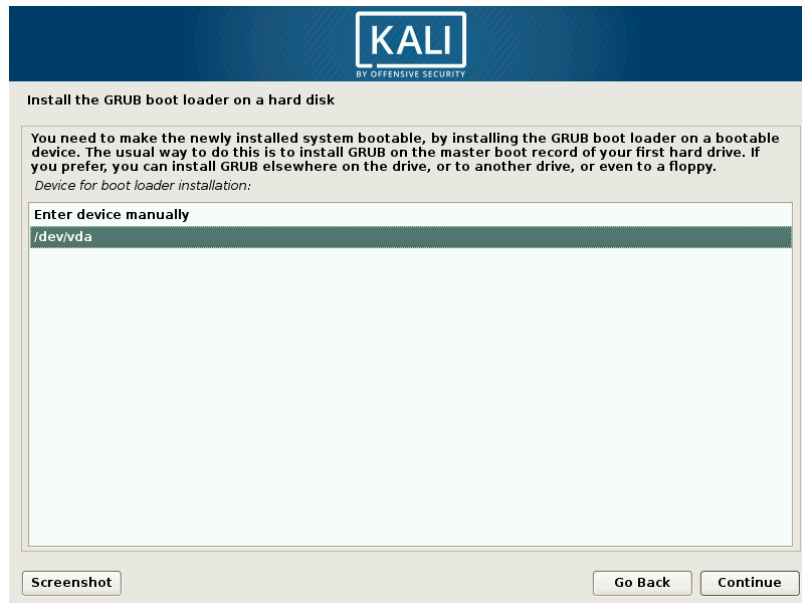 KALI
BY OFFENSIVE SECURITY
Install the GRUB boot loader on a hard disk
You need to make the newly installed system bootable, by installing the GRUB boot loader on a bootable
device. The usual way to do this is to install GRUB on the master boot record of your first hard drive. If
you prefer, you can install GRUB elsewhere on the drive, or to another drive, or even to a floppy.
Device for boot loader installation:
Enter device manually
/dev/vda
Screenshot Go Back Continue